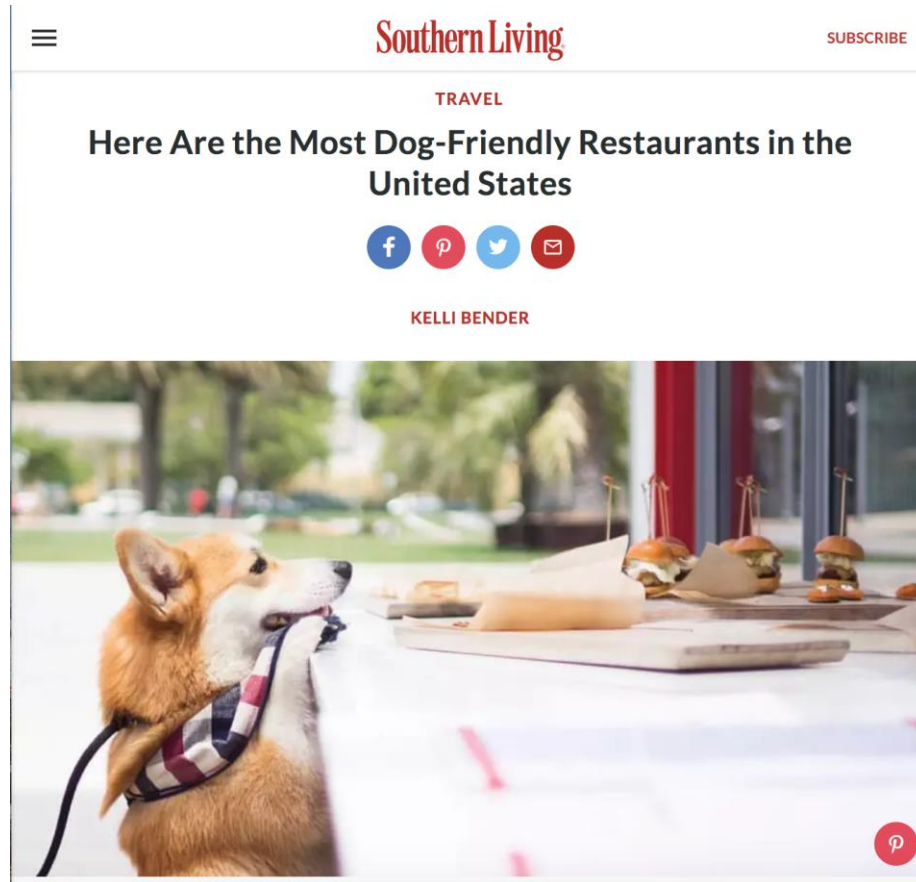 Southern Living
SUBSCRIBE
TRAVEL
Here Are the Most Dog-Friendly Restaurants in the
United States
KELLI BENDER